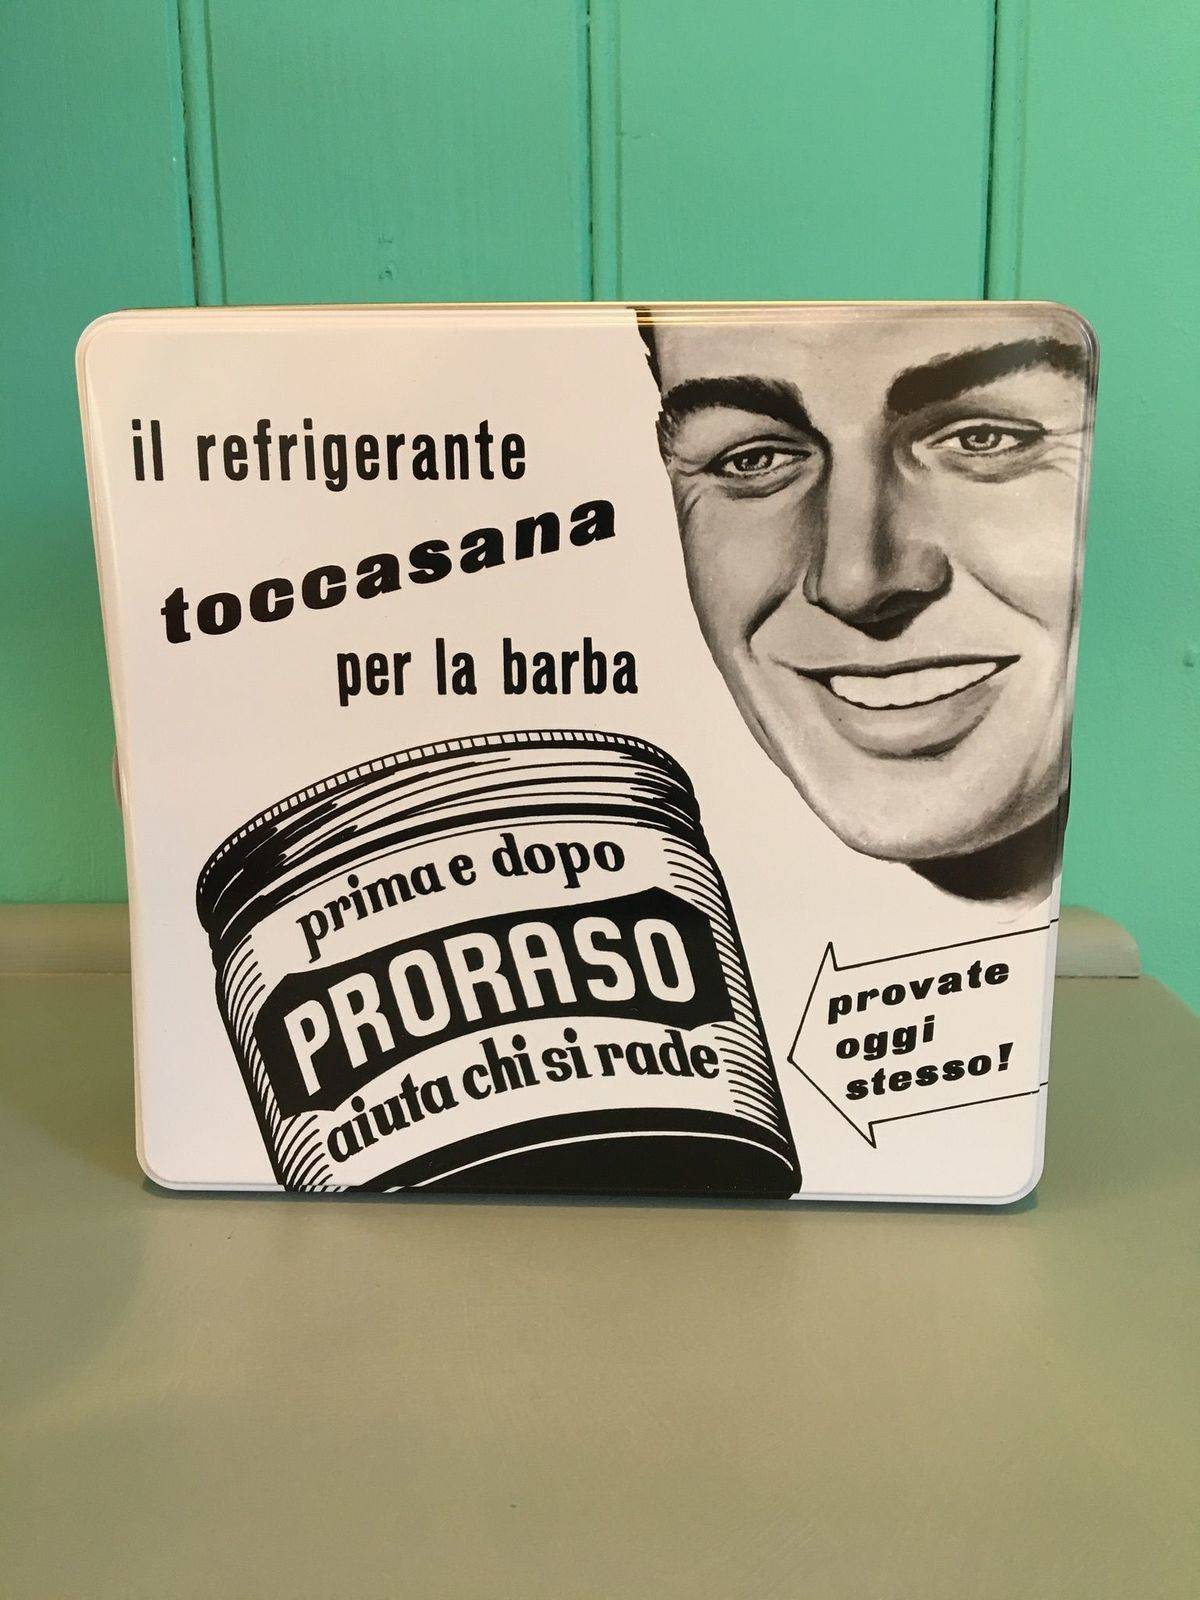 il refrigerante
toccasana
per la barba
prima e dopo
PRORASO
aiuta chi si rade
provate
oggi
stesso!